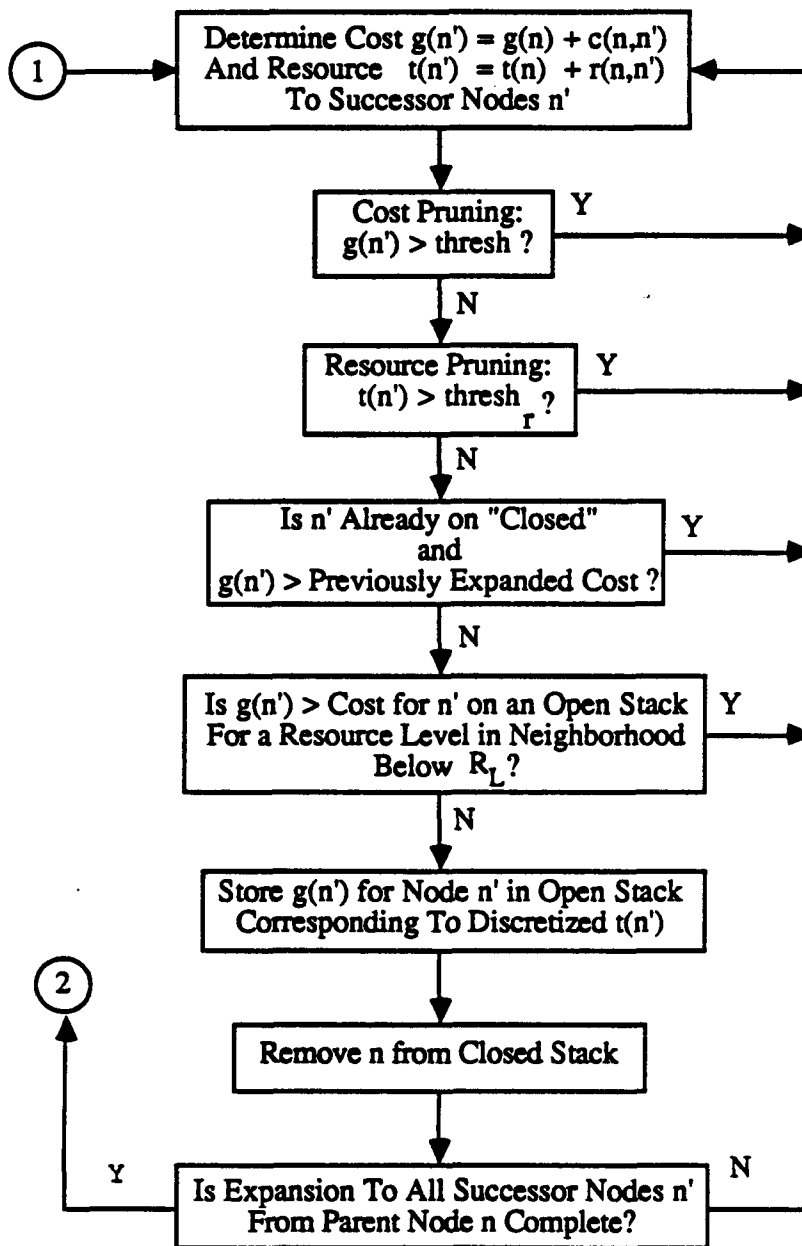 1
Determine Cost g(n') = g(n) + c(n,n')
And Resource t(n') = t(n) + r(n,n')
To Successor Nodes n'
Cost Pruning:
g(n') > thresh ?
Y
N
Resource Pruning:
t(n') > thresh r ?
Y
N
Is n' Already on "Closed"
and
g(n') > Previously Expanded Cost ?
Y
N
Is g(n') > Cost for n' on an Open Stack
For a Resource Level in Neighborhood
Below RL?
Y
N
Store g(n') for Node n' in Open Stack
Corresponding To Discretized t(n')
2
Remove n from Closed Stack
Y
Is Expansion To All Successor Nodes n'
From Parent Node n Complete?
N